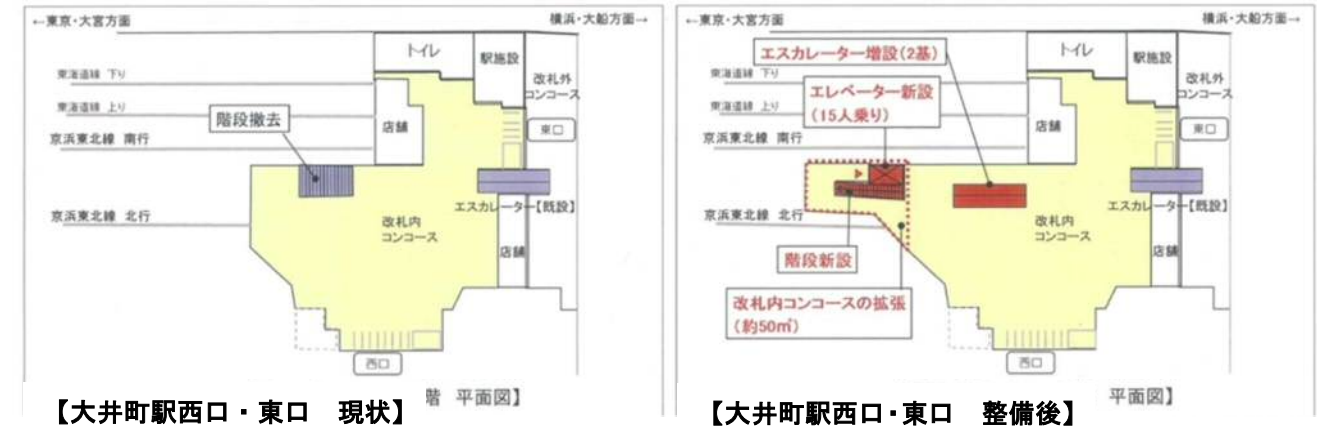 ←東京・大宮方面
横浜・大船方面→
トイレ
駅施設
改札外
コンコース
東海道線 下り
東海道線 上り
京浜東北線 南行
階段撤去
店舗
東口
京浜東北線 北行
エスカレーター【既設】
改札内
コンコース
店舗
西口
階 平面図】
【大井町駅西口・東口 現状】
←東京・大宮方面
横浜・大船方面→
エスカレーター増設(2基)
トイレ
駅施設
改札外
コンコース
東海道線 下り
エレベーター新設
(15人乗り)
東海道線 上り
京浜東北線 南行
店舗
東口
京浜東北線 北行
エスカレーター【既設】
改札内
コンコース
階段新設
店舗
改札内コンコースの拡張
(約50㎡)
西口
平面図】
【大井町駅西口・東口 整備後】